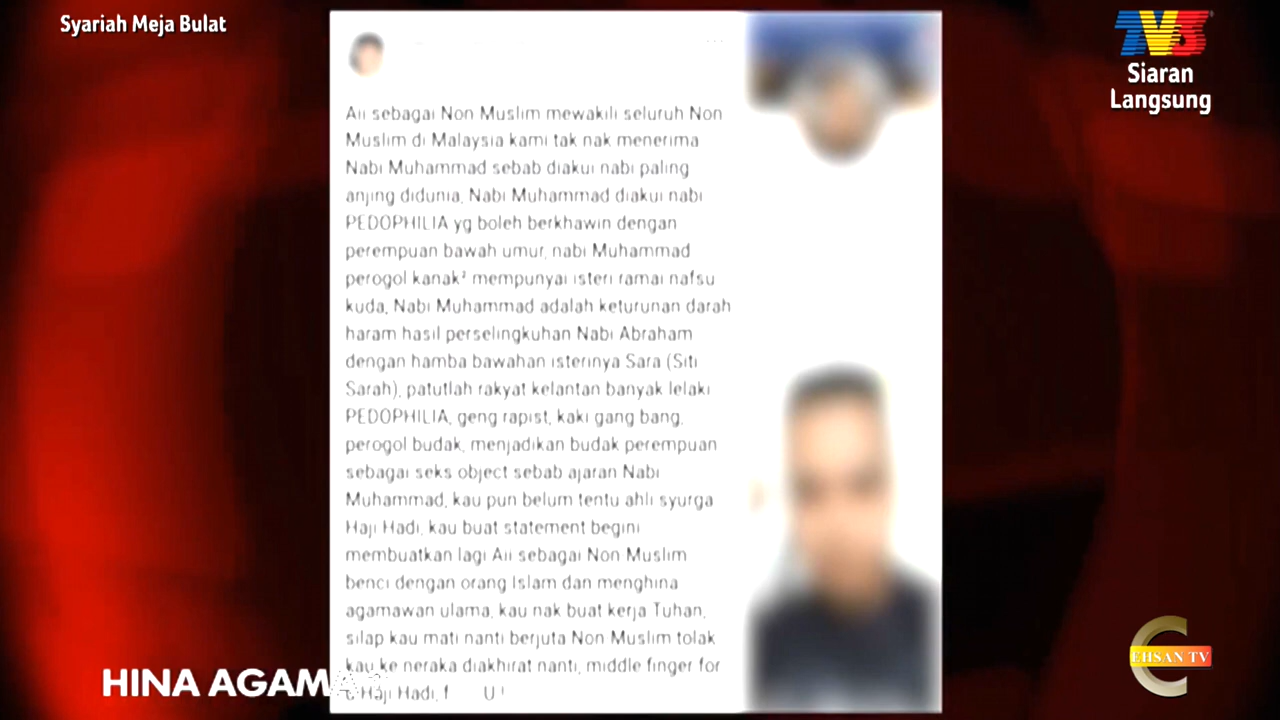 Syariah Meja Bulat
TV3
Siaran
Langsung
Aii sebagai Non Muslim mewakili seluruh Non
Muslim di Malaysia kami tak nak menerima
Nabi Muhammad sebab diakui nabi paling
anjing didunia, Nabi Muhammad diakui nabi
PEDOPHILIA yg boleh berkhawin dengan
perempuan bawah umur, nabi Muhammad
perogol kanak² mempunyai isteri ramai nafsu
kuda, Nabi Muhammad adalah keturunan darah
haram hasil perselingkuhan Nabi Abraham
dengan hamba bawahan isterinya Sara (Siti
Sarah), patutlah rakyat kelantan banyak lelaki
PEDOPHILIA, geng rapist, kaki gang bang,
perogol budak, menjadikan budak perempuan
sebagai seks object sebab ajaran Nabi
Muhammad, kau pun belum tentu ahli syurga
Haji Hadi, kau buat statement begini
membuatkan lagi Aii sebagai Non Muslim
benci dengan orang Islam dan menghina
agamawan ulama, kau nak buat kerja Tuhan,
silap kau mati nanti berjuta Non Muslim tolak
kau ke neraka diakhirat nanti, middle finger for
u Haji Hadi, f U !
HINA AGAMA
EHSAN TV